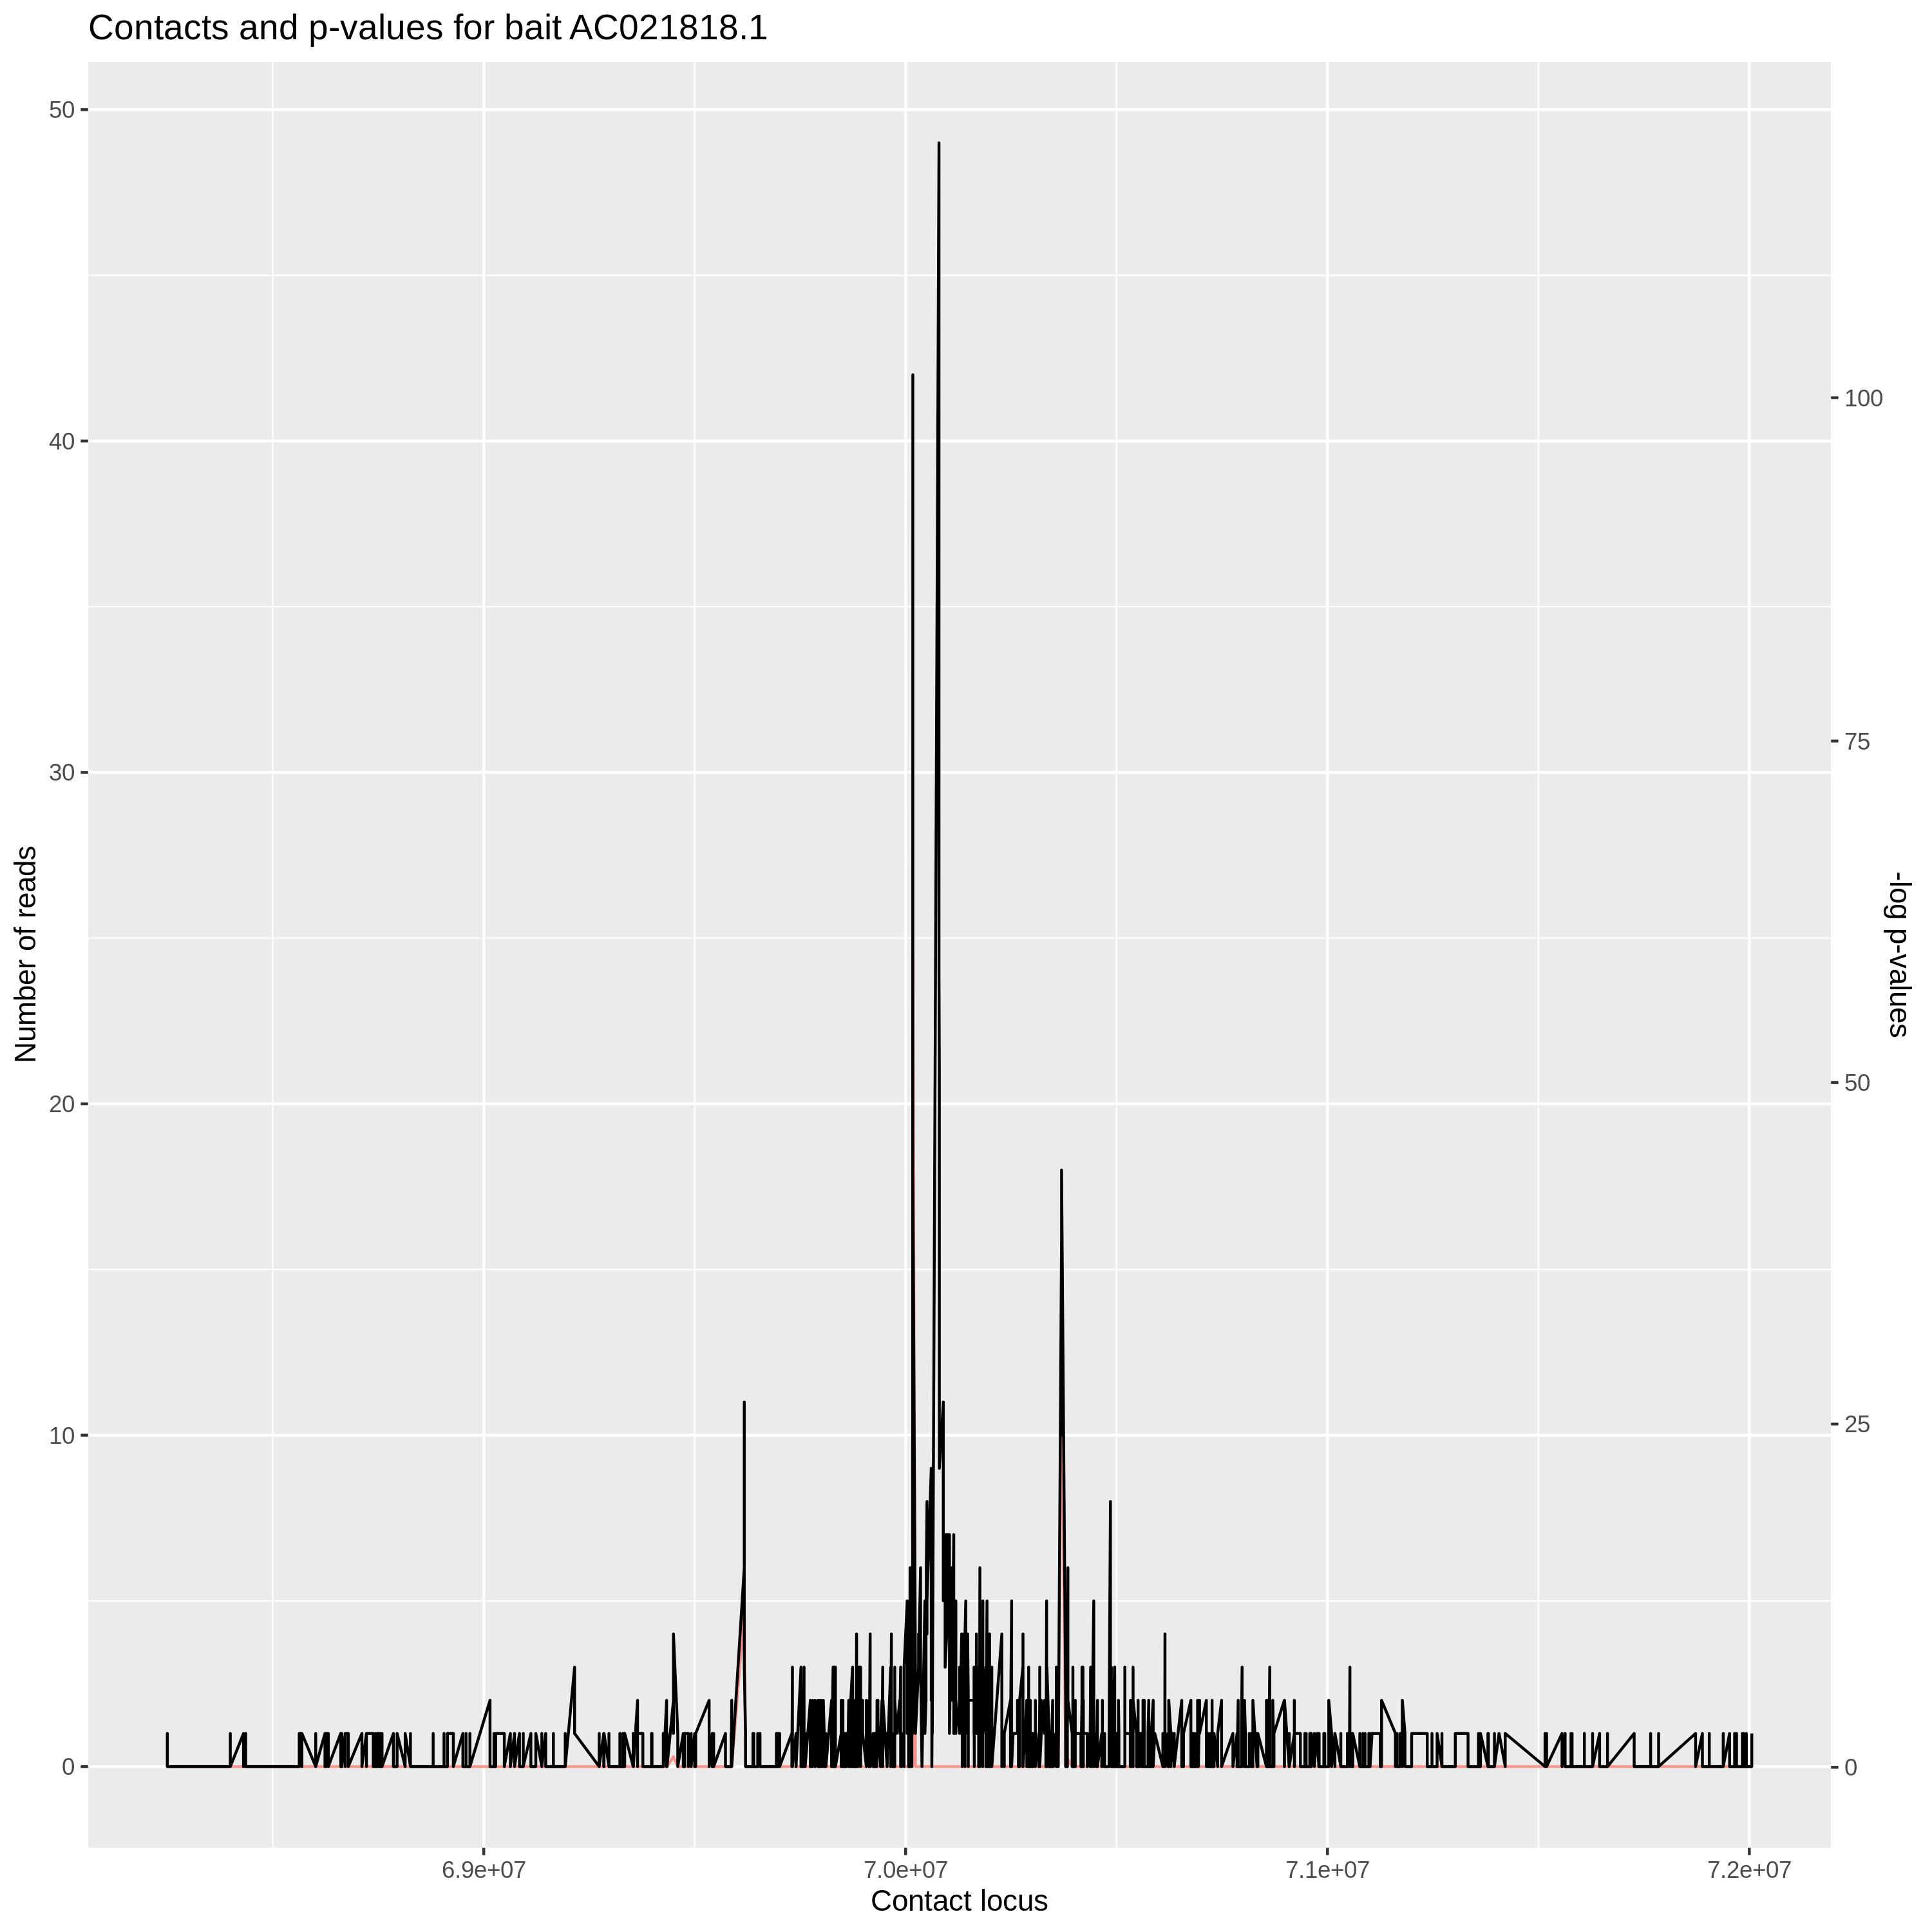 Contacts and p-values for bait AC021818.1
50
40
30
20
10
0
Number of reads
100
75
50
25
0
-log p-values
6.9e+07
7.0e+07
7.1e+07
7.2e+07
Contact locus